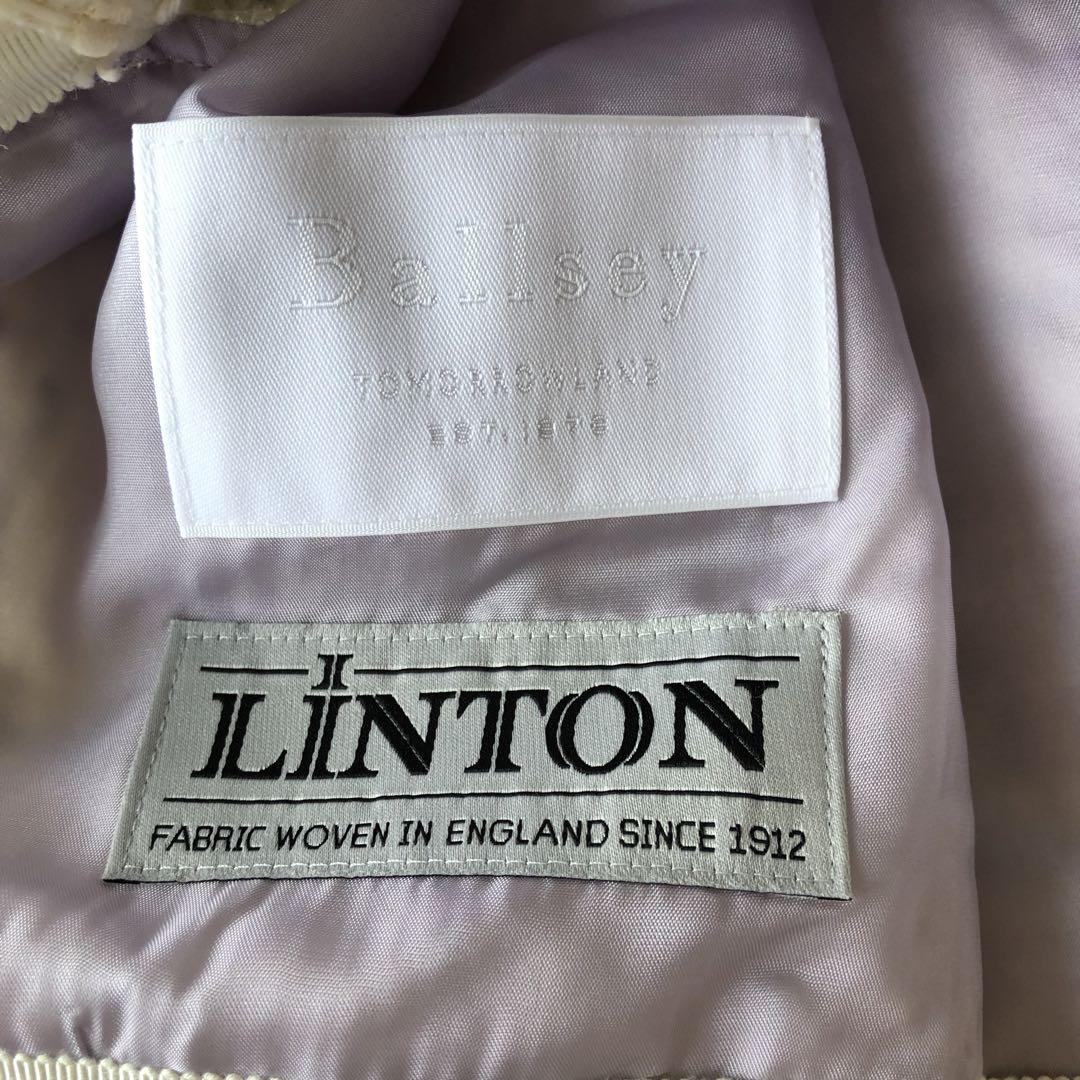 Ballsey
TOMORROWLAND
EST. 1978
LINTON
FABRIC WOVEN IN ENGLAND SINCE 1912